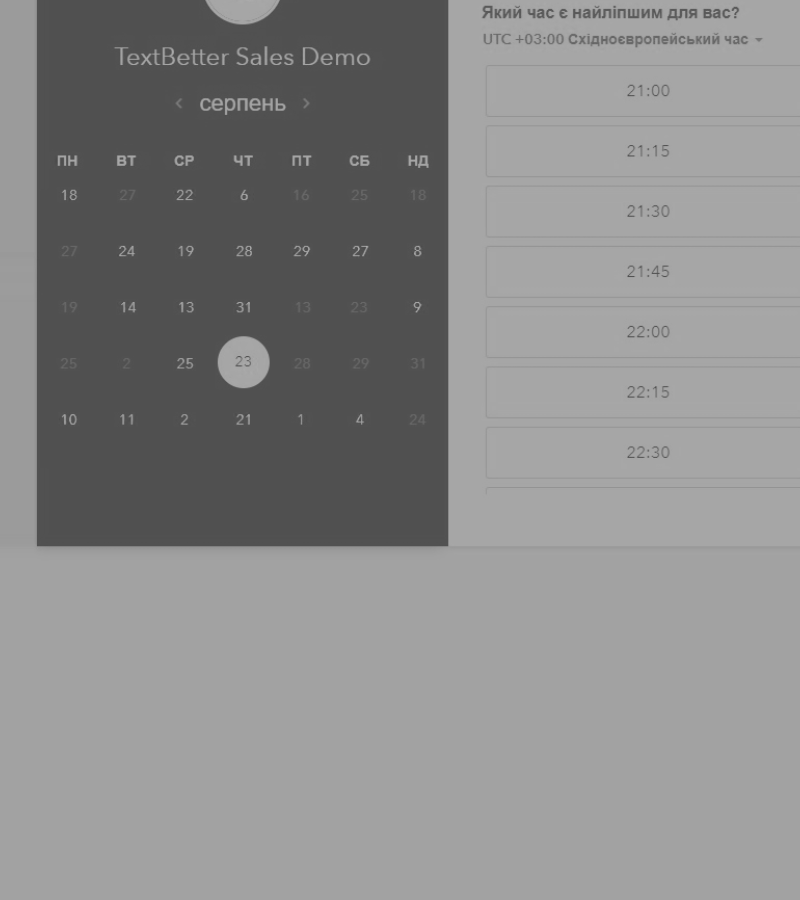 TextBetter Sales Demo
серпень
ПН ВТ СР ЧТ ПТ СБ НД
18 27 22 6 16 25 18
27 24 19 28 29 27 8
19 14 13 31 13 23 9
25 2 25 23 28 29 31
10 11 2 21 1 4 24
Який час є найліпшим для вас?
UTC +03:00 Східноєвропейський час
21:00
21:15
21:30
21:45
22:00
22:15
22:30